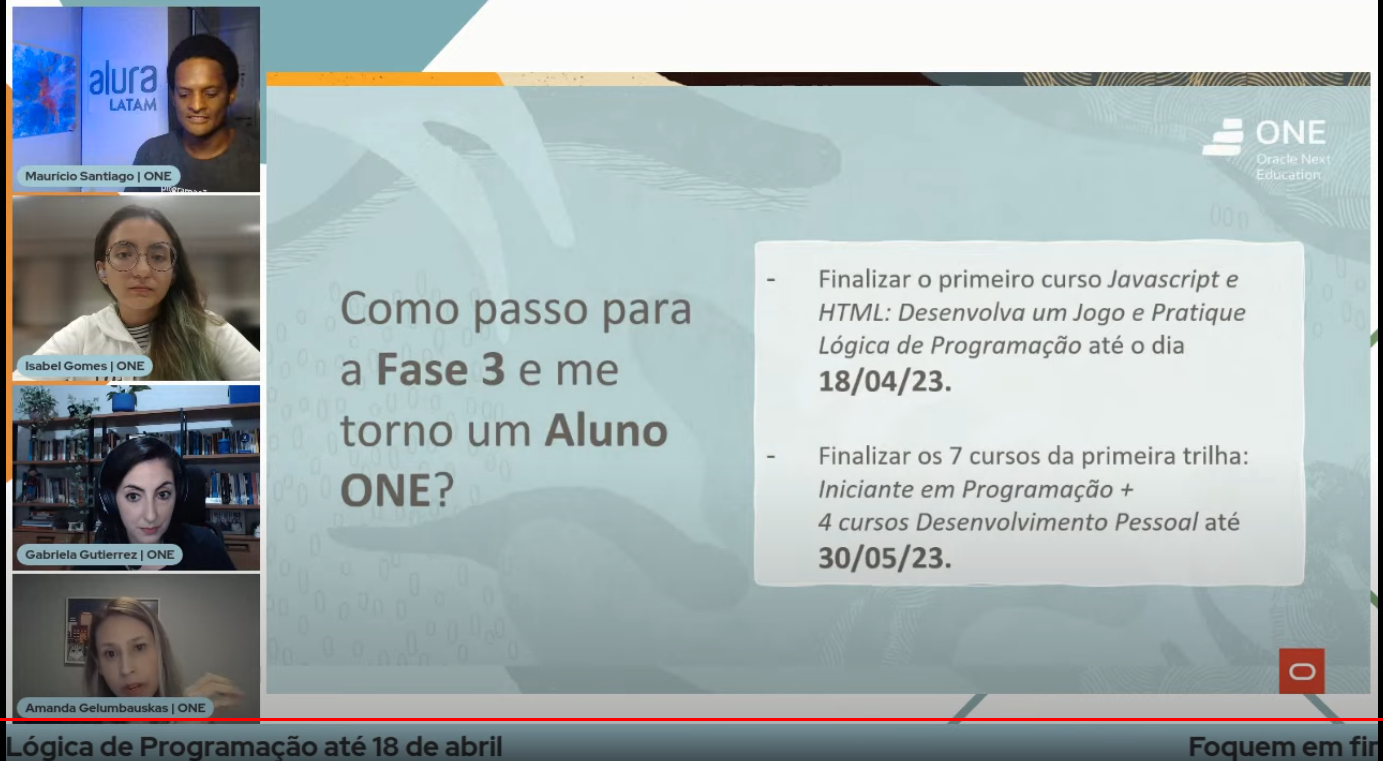 alura
LATAM
Maurício Santiago | ONE
Isabel Gomes | ONE
Gabriela Gutierrez | ONE
Amanda Gelumbauskas | ONE
ONE
Oracle Next
Education
Como passo para
a Fase 3 e me
torno um Aluno
ONE?
- Finalizar o primeiro curso Javascript e
HTML: Desenvolva um Jogo e Pratique
Lógica de Programação até o dia
18/04/23.
- Finalizar os 7 cursos da primeira trilha:
Iniciante em Programação +
4 cursos Desenvolvimento Pessoal até
30/05/23.
Lógica de Programação até 18 de abril
Foquem em fin